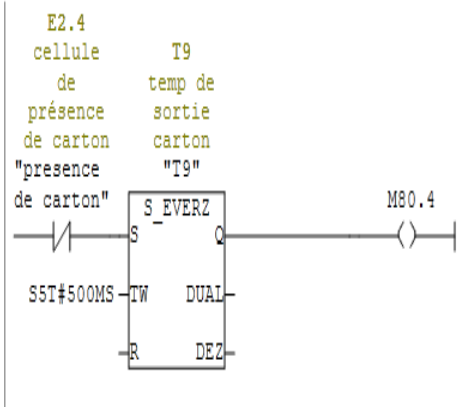 E2.4
cellule
de
présence
de carton
"presence
de carton"
T9
temp de
sortie
carton
"T9"
S_EVERZ
S
Q
M80.4
S5T#500MS
TW
DUAL
R
DEZ